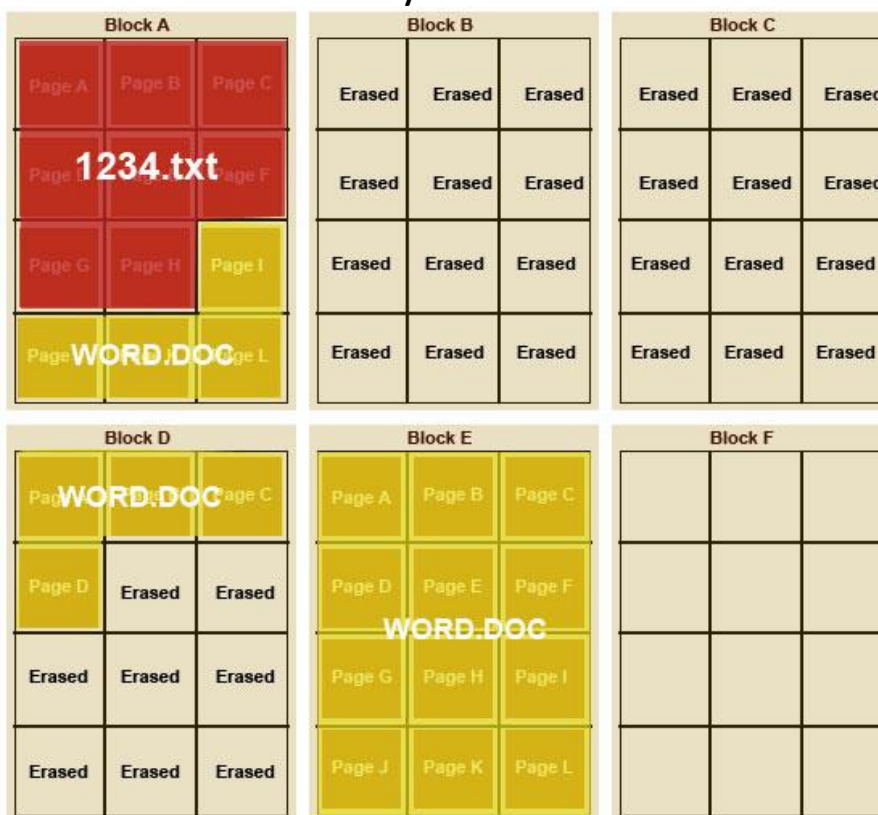 Block A
Block B
Block C
Page A Page B Page C
Erased Erased Erased
Erased Erased
1234.txt
Page F
Erased Erased Erased
Erased Erased
Page G Page H Page I
Erased Erased Erased
Erased Erased Erased
WORD.DOC
Erased Erased Erased
Erased Erased Erased
Block D
Block E
Block F
WORD.DOC
Page C
Page A Page B Page C
Page D Erased Erased
Page D Page E Page F
WORD.DOC
Erased Erased Erased
Page G Page H Page I
Erased Erased Erased
Page J Page K Page L